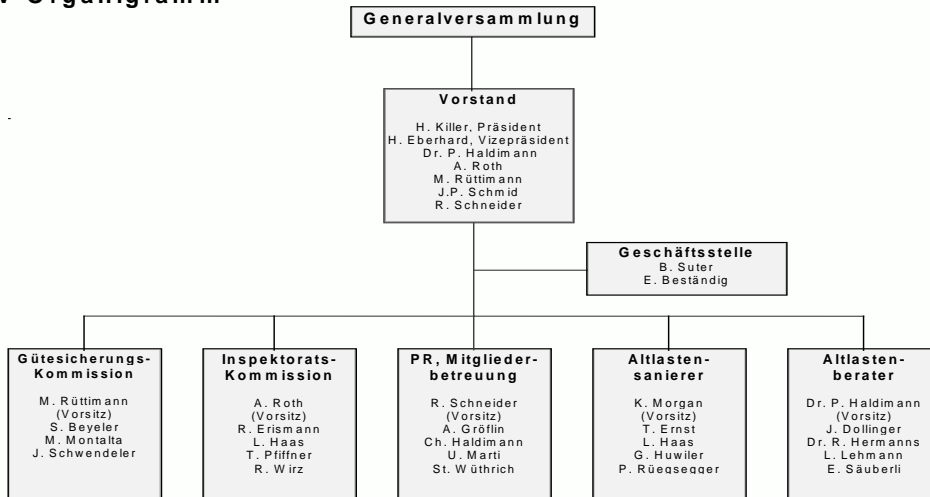 Organigramm
Generalversammlung
Vorstand
H. Killer, Präsident
H. Eberhard, Vizepräsident
Dr. P. Haldimann
A. Roth
M. Rüttimann
J.P. Schmid
R. Schneider
Geschäftsstelle
B. Suter
E. Beständig
Gütesicherungs-
Kommission
M. Rüttimann
(Vorsitz)
S. Beyeler
M. Montalta
J. Schwendeler
Inspektorats-
Kommission
A. Roth
(Vorsitz)
R. Erismann
L. Haas
T. Pfiffner
R. Wirz
PR, Mitglieder-
betreuung
R. Schneider
(Vorsitz)
A. Gröflin
Ch. Haldimann
U. Marti
St. Wüthrich
Altlasten-
sanierer
K. Morgan
(Vorsitz)
T. Ernst
L. Haas
G. Huwiler
P. Rüegsegger
Altlasten-
berater
Dr. P. Haldimann
(Vorsitz)
J. Dollinger
Dr. R. Hermanns
L. Lehmann
E. Säuberli